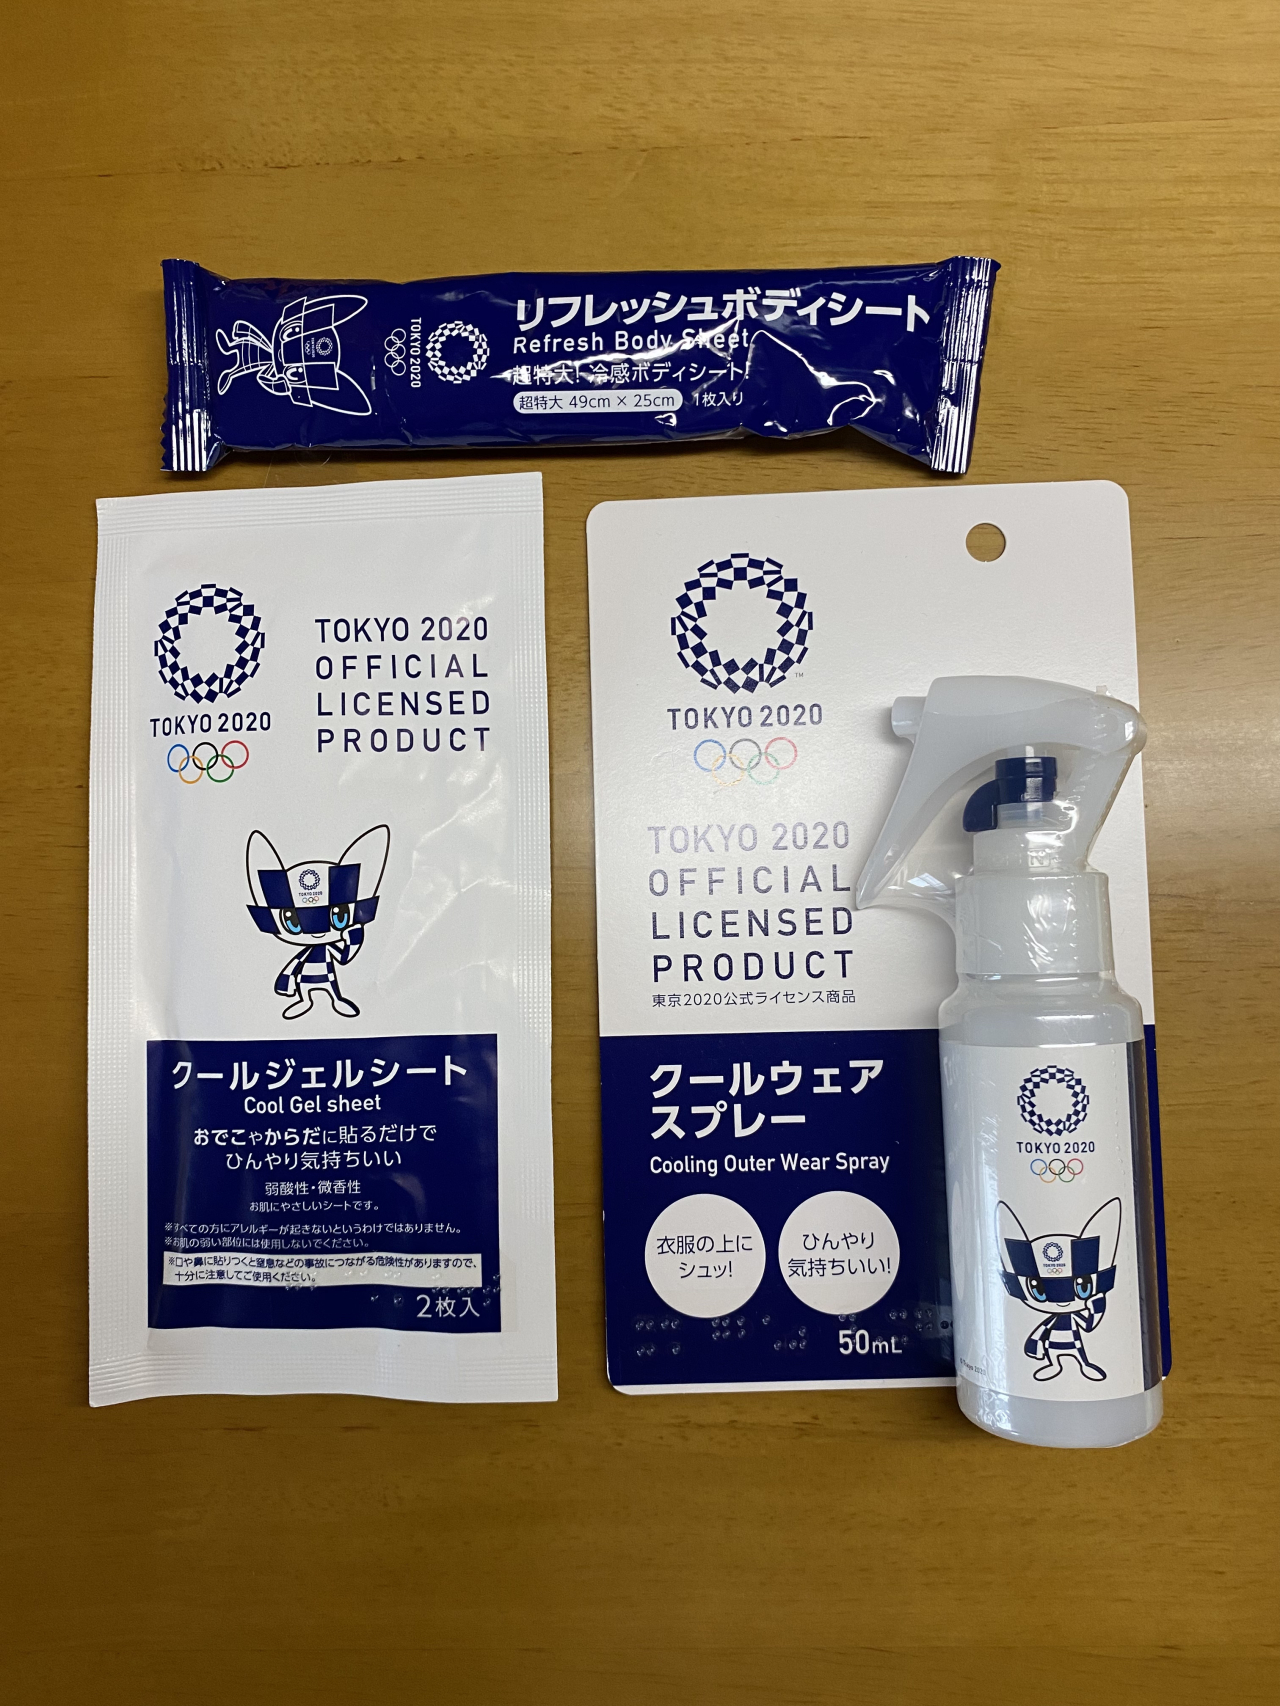 リフレッシュボディシート
Refresh Body Sheet
超特大! 冷感ボディシート!
超特大 49cm × 25cm 1枚入り
TOKYO 2020
TOKYO 2020
TOKYO 2020
OFFICIAL
LICENSED
PRODUCT
TOKYO 2020
クールジェルシート
Cool Gel sheet
おでこやからだに貼るだけで
ひんやり気持ちいい
弱酸性・微香性
お肌にやさしいシートです。
※すべての方にアレルギーが起きないというわけではありません。
※お肌の弱い部位には使用しないでください。
※口や鼻に貼りつくと窒息などの事故につながる危険性がありますので、
十分に注意してご使用ください。
2枚入
TM
TOKYO 2020
TOKYO 2020
OFFICIAL
LICENSED
PRODUCT
東京2020公式ライセンス商品
クールウェア
スプレー
Cooling Outer Wear Spray
衣服の上に
シュッ!
ひんやり
気持ちいい!
50mL
TOKYO 2020
TOKYO 2020